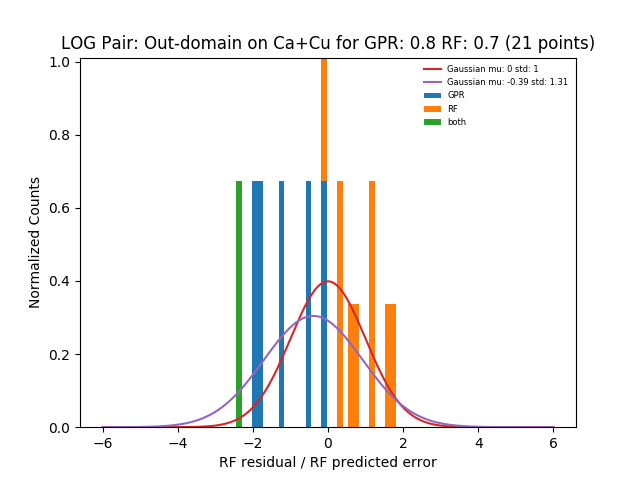 LOG Pair: Out-domain on Ca+Cu for GPR: 0.8 RF: 0.7 (21 points)
Normalized Counts
1.0
0.8
0.6
0.4
0.2
0.0
Gaussian mu: 0 std: 1
Gaussian mu: -0.39 std: 1.31
GPR
RF
both
−6 −4 −2 0 2 4 6
RF residual / RF predicted error